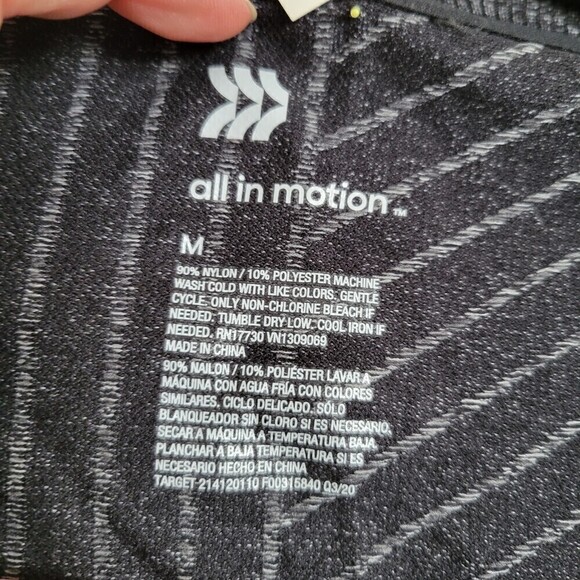 all in motion™
M
90% NYLON / 10% POLYESTER MACHINE
WASH COLD WITH LIKE COLORS, GENTLE
CYCLE. ONLY NON-CHLORINE BLEACH IF
NEEDED. TUMBLE DRY LOW. COOL IRON IF
NEEDED. RN17730 VN1309069
MADE IN CHINA
90% NAILON / 10% POLIÉSTER LAVAR A
MÁQUINA CON AGUA FRÍA CON COLORES
SIMILARES, CICLO DELICADO. SÓLO
BLANQUEADOR SIN CLORO SI ES NECESARIO.
SECAR A MÁQUINA A TEMPERATURA BAJA.
PLANCHAR A BAJA TEMPERATURA SI ES
NECESARIO HECHO EN CHINA
TARGET-214120110 F00315840 Q3/20